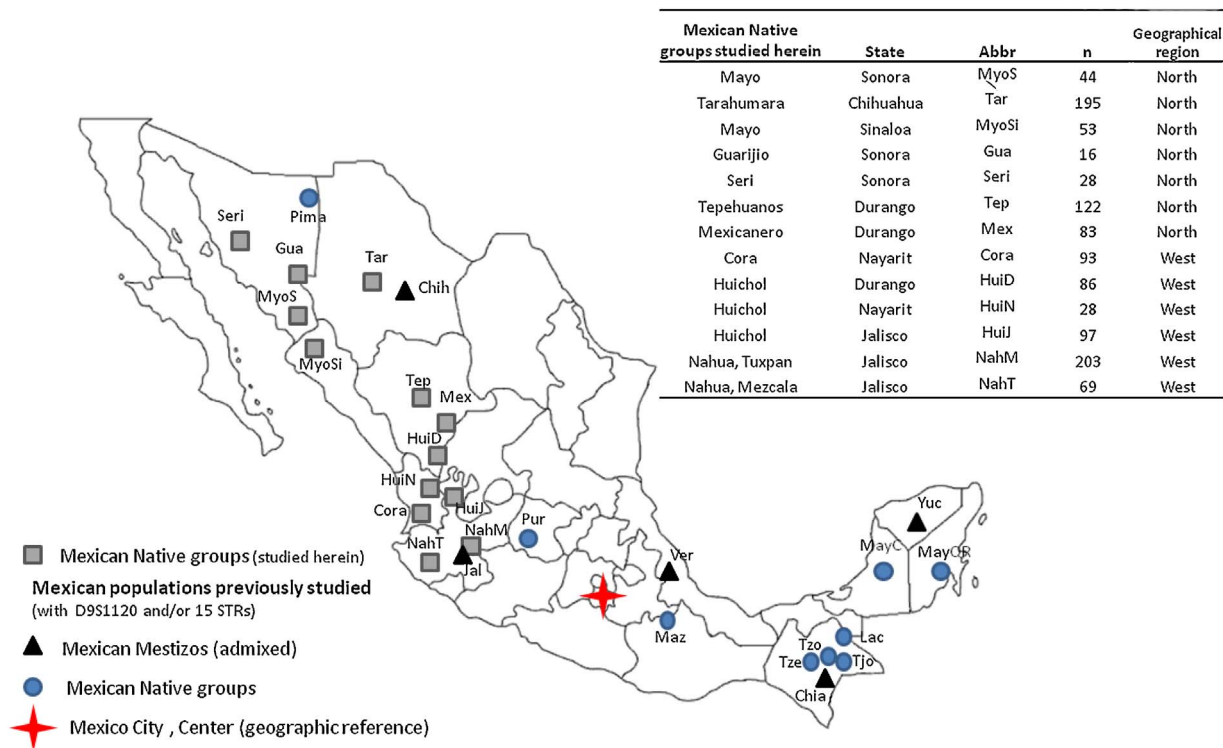 Mexican Native groups studied herein State Abbr n Geographical region
Mayo Sonora MyoS 44 North
Tarahumara Chihuahua Tar 195 North
Mayo Sinaloa MyoSi 53 North
Guarijio Sonora Gua 16 North
Seri Sonora Seri 28 North
Tepehuanos Durango Tep 122 North
Mexicanero Durango Mex 83 North
Cora Nayarit Cora 93 West
Huichol Durango HuiD 86 West
Huichol Nayarit HuiN 28 West
Huichol Jalisco HuiJ 97 West
Nahua, Tuxpan Jalisco NahM 203 West
Nahua, Mezcala Jalisco NahT 69 West
Seri
Pima
Gua
Tar
Chih
MyoS
MyoSi
Tep
Mex
HuiD
HuiN
HuiJ
Cora
Pur
NahM
NahT
Jal
Ver
Yuc
MayC
MayQR
Maz
Lac
Tzo
Tze
Tjo
Chia
Mexican Native groups (studied herein)
Mexican populations previously studied
(with D9S1120 and/or 15 STRs)
Mexican Mestizos (admixed)
Mexican Native groups
Mexico City , Center (geographic reference)